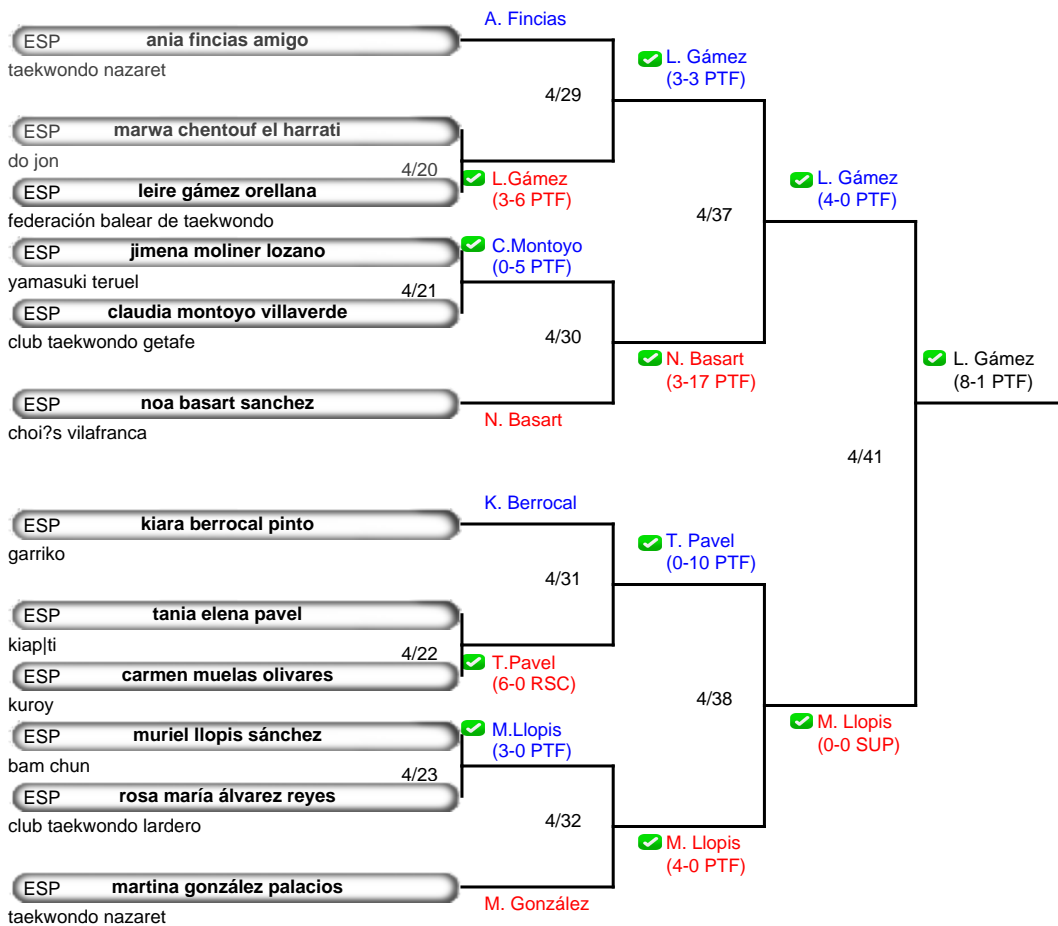 A. Fincias
ESP ania fincias amigo
taekwondo nazaret
L. Gámez
(3-3 PTF)
4/29
ESP marwa chentouf el harrati
do jon
4/20
ESP leire gámez orellana
federación balear de taekwondo
L.Gámez
(3-6 PTF)
L. Gámez
(4-0 PTF)
4/37
ESP jimena moliner lozano
yamasuki teruel
C.Montoyo
(0-5 PTF)
4/21
ESP claudia montoyo villaverde
club taekwondo getafe
4/30
N. Basart
(3-17 PTF)
L. Gámez
(8-1 PTF)
ESP noa basart sanchez
choi?s vilafranca
N. Basart
4/41
K. Berrocal
ESP kiara berrocal pinto
garriko
T. Pavel
(0-10 PTF)
4/31
ESP tania elena pavel
kiap|ti
4/22
ESP carmen muelas olivares
kuroy
T.Pavel
(6-0 RSC)
4/38
M. Llopis
(0-0 SUP)
ESP muriel llopis sánchez
bam chun
M.Llopis
(3-0 PTF)
4/23
ESP rosa maría álvarez reyes
club taekwondo lardero
4/32
M. Llopis
(4-0 PTF)
ESP martina gonzález palacios
taekwondo nazaret
M. González